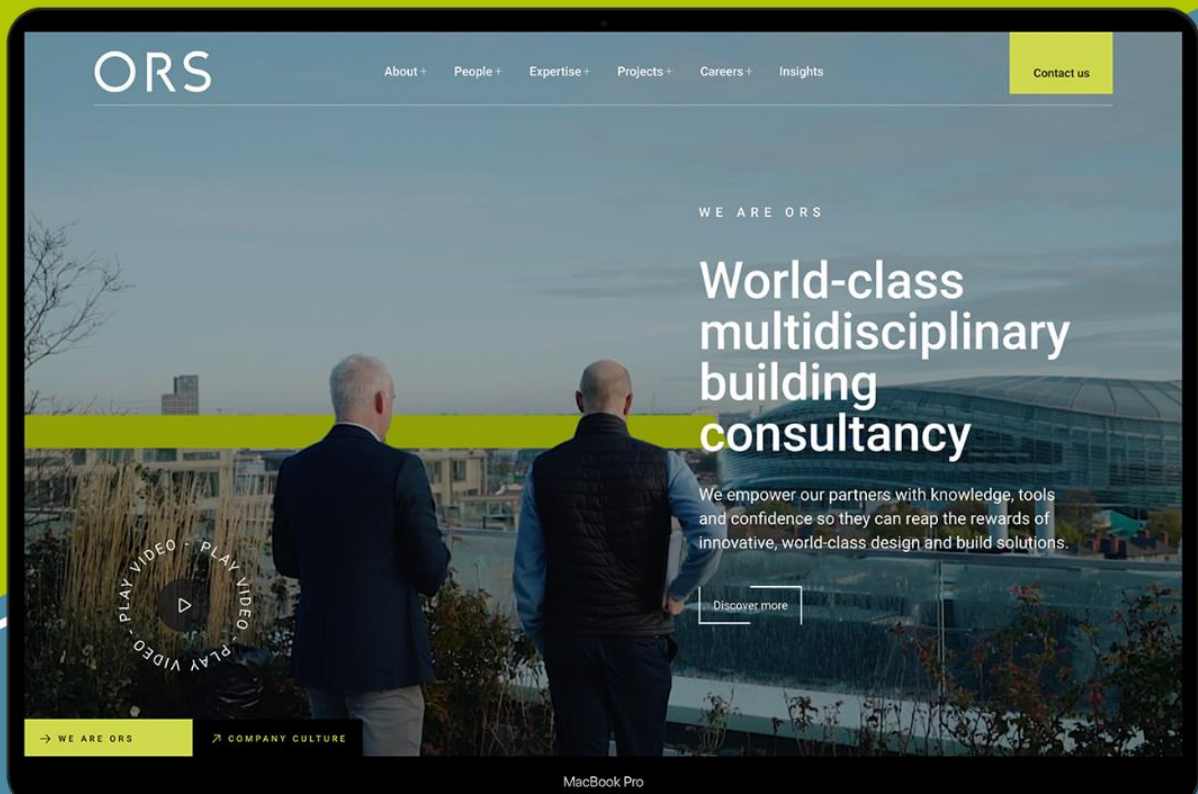 ORS
About +
People +
Expertise +
Projects +
Careers +
Insights
Contact us
WE ARE ORS
World-class
multidisciplinary
building
consultancy
We empower our partners with knowledge, tools
and confidence so they can reap the rewards of
innovative, world-class design and build solutions.
Discover more
PLAY VIDEO - PLAY VIDEO - PLAY VIDEO -
→ WE ARE ORS
↗ COMPANY CULTURE
MacBook Pro